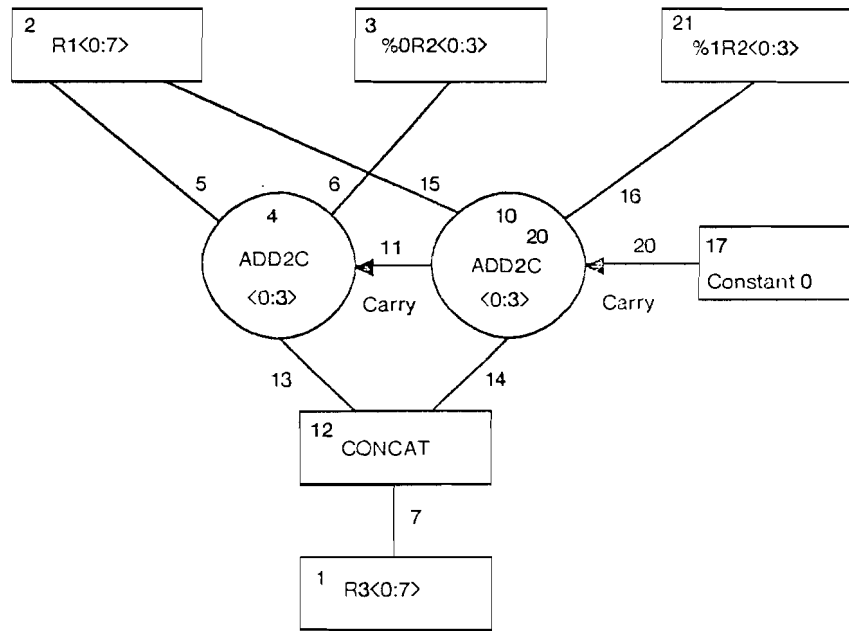 2
R1<0:7>
3
%0R2<0:3>
21
%1R2<0:3>
5
6
15
16
4
ADD2C
<0:3>
11
Carry
10
20
ADD2C
<0:3>
20
Carry
17
Constant 0
13
14
12
CONCAT
7
1
R3<0:7>